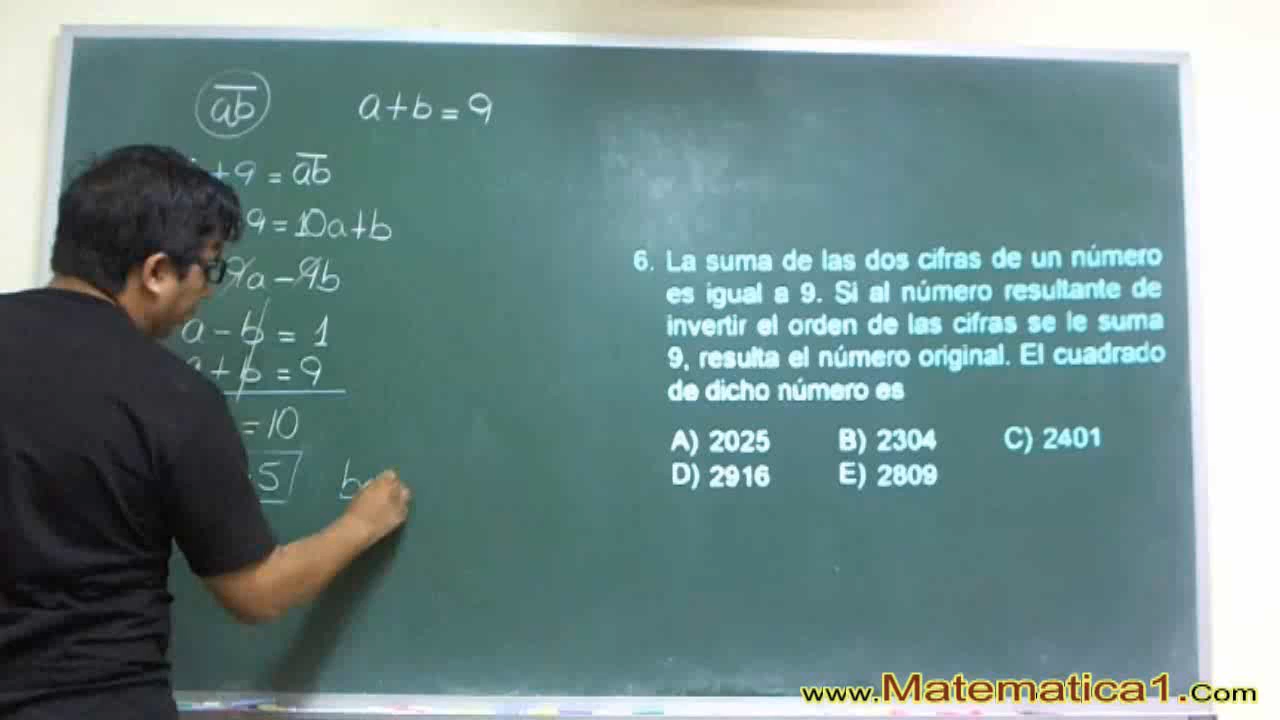 ab a+b=9
+9=ab
9=10a+b
9a-9b
a-b=1
+b=9
=10
5 b
6. La suma de las dos cifras de un número
es igual a 9. Si al número resultante de
invertir el orden de las cifras se le suma
9, resulta el número original. El cuadrado
de dicho número es
A) 2025 B) 2304 C) 2401
D) 2916 E) 2809
www.Matematica1.Com